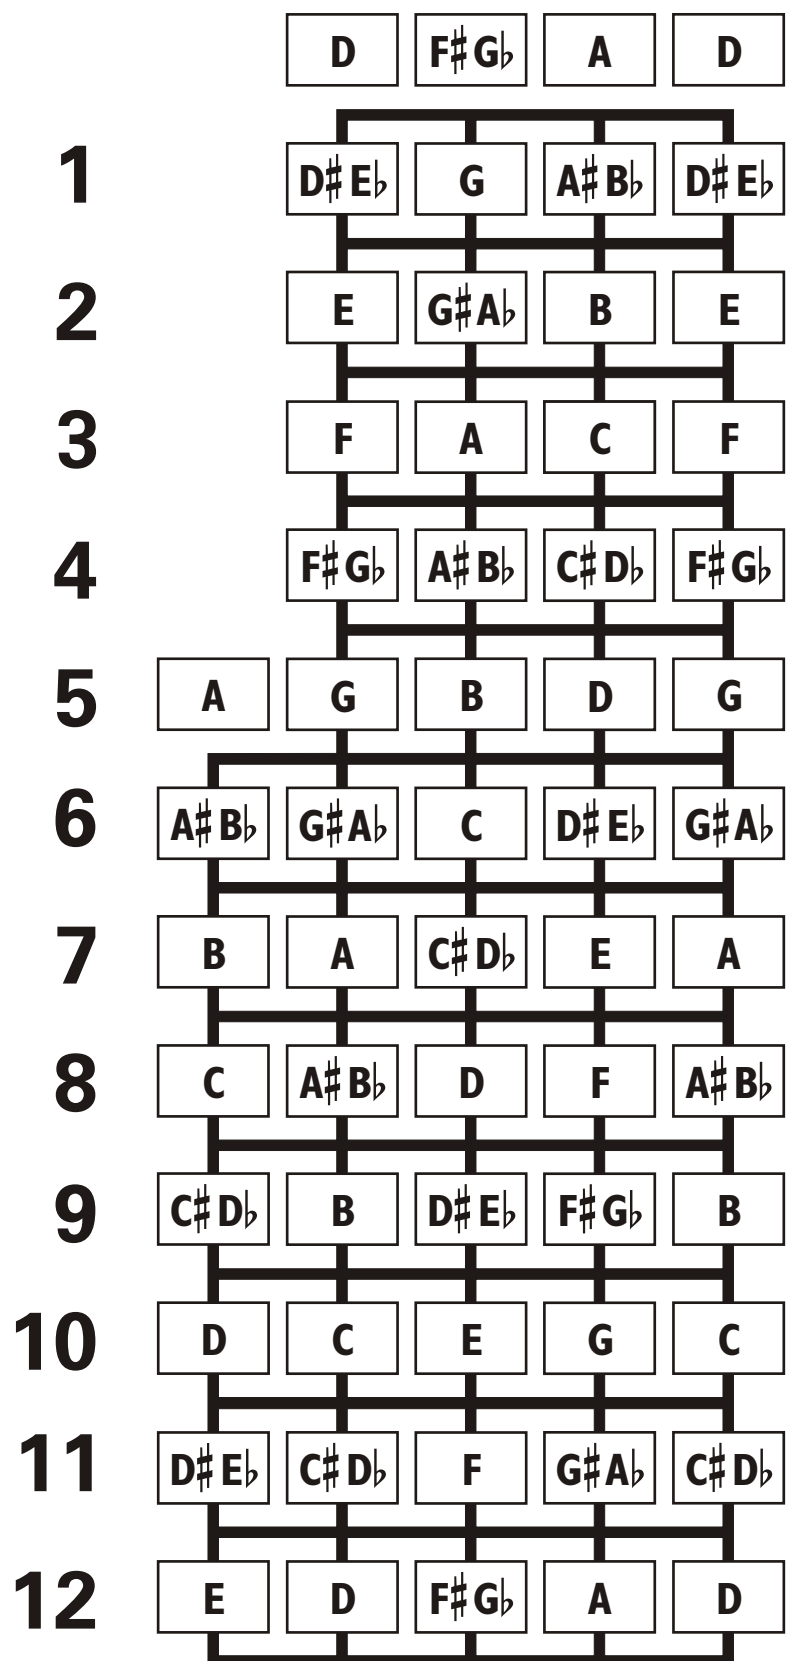 D F♯G♭ A D
1 D♯E♭ G A♯B♭ D♯E♭
2 E G♯A♭ B E
3 F A C F
4 F♯G♭ A♯B♭ C♯D♭ F♯G♭
5 A G B D G
6 A♯B♭ G♯A♭ C D♯E♭ G♯A♭
7 B A C♯D♭ E A
8 C A♯B♭ D F A♯B♭
9 C♯D♭ B D♯E♭ F♯G♭ B
10 D C E G C
11 D♯E♭ C♯D♭ F G♯A♭ C♯D♭
12 E D F♯G♭ A D